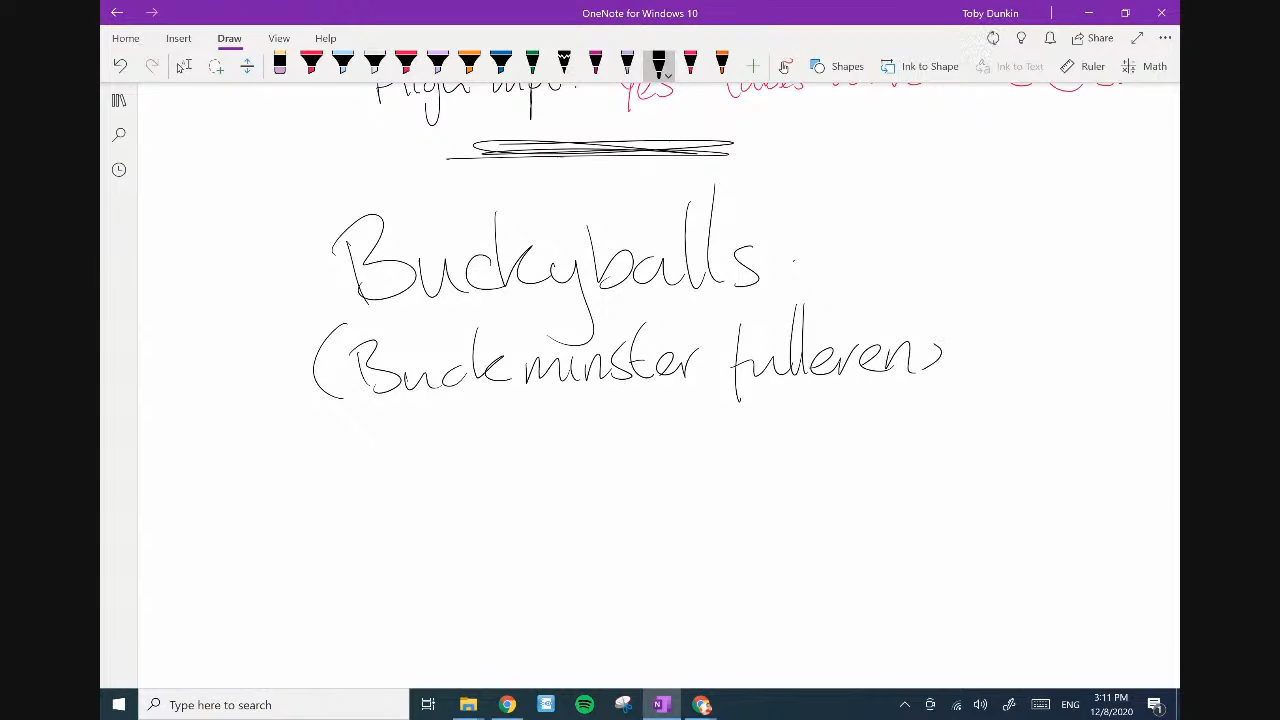 OneNote for Windows 10
Toby Dunkin
Home Insert Draw View Help
Share
Shapes Ink to Shape Ink to Text Ruler Math
Yes
Buckyballs.
(Buckminster fulleren)
Type here to search
ENG
3:11 PM
12/8/2020